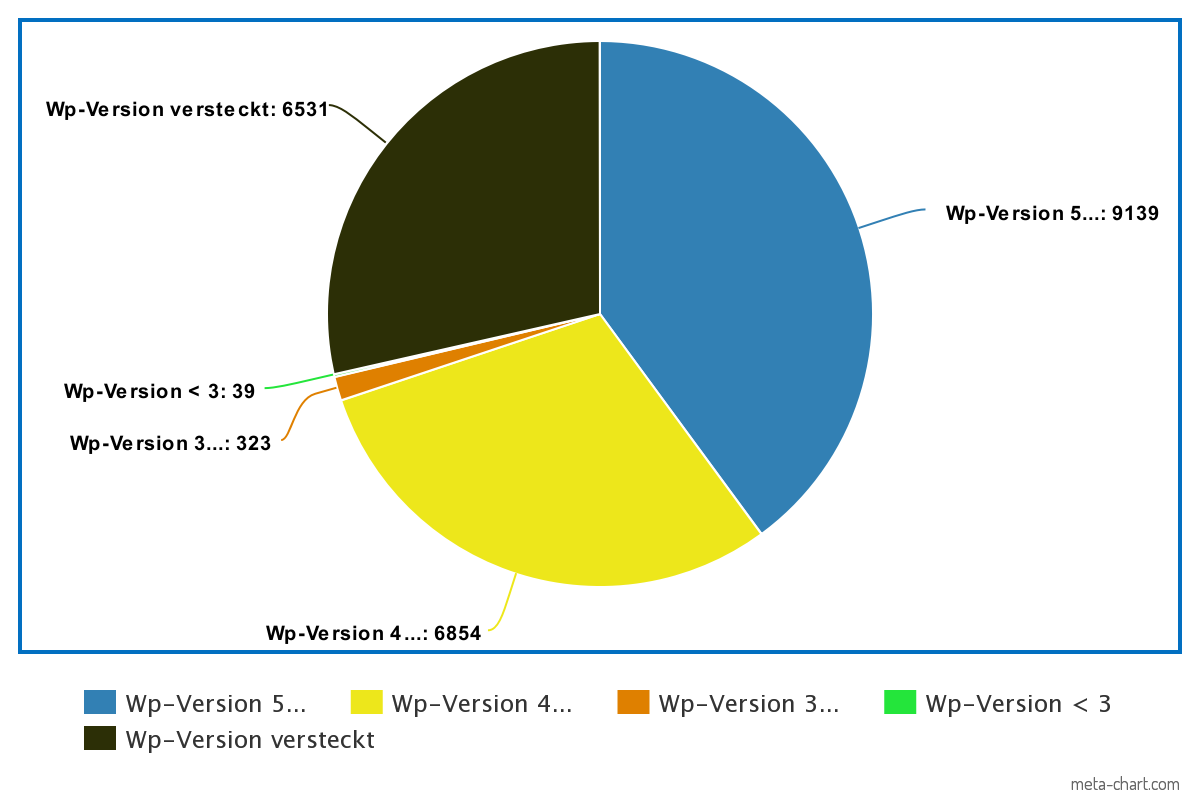 Wp-Version versteckt: 6531
Wp-Version 5...: 9139
Wp-Version < 3: 39
Wp-Version 3...: 323
Wp-Version 4...: 6854
Wp-Version 5...
Wp-Version 4...
Wp-Version 3...
Wp-Version < 3
Wp-Version versteckt
meta-chart.com